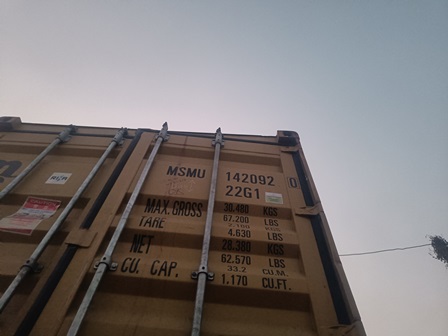 MSMU 142092 0
22G1
MAX.GROSS 30.480 KGS
67.200 LBS
TARE 2.100 KGS
4.630 LBS
NET 28.380 KGS
62.570 LBS
CU. CAP. 33.2 CU.M.
1.170 CU.FT.